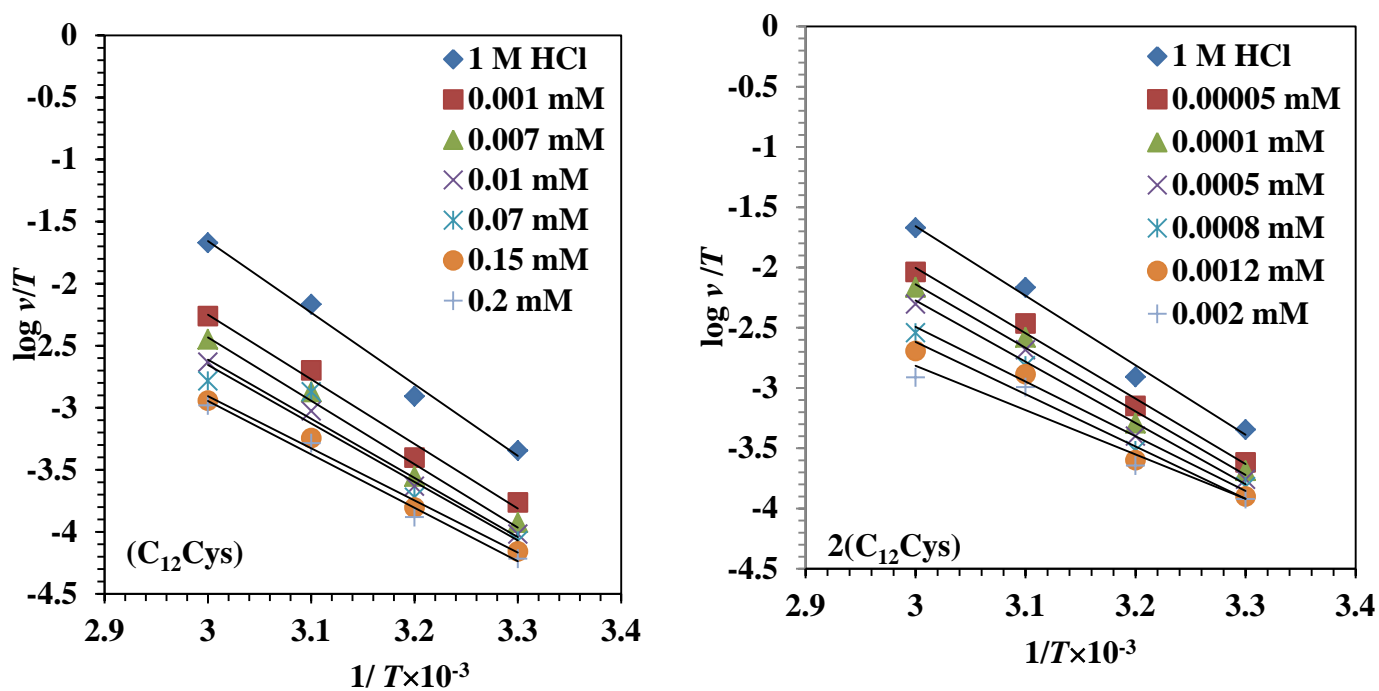 0
-0.5
-1
-1.5
-2
-2.5
-3
-3.5
-4
-4.5
log v/T
1 M HCl
0.001 mM
0.007 mM
0.01 mM
0.07 mM
0.15 mM
0.2 mM
(C₁₂Cys)
2.9 3 3.1 3.2 3.3 3.4
1/ T×10⁻³
0
-0.5
-1
-1.5
-2
-2.5
-3
-3.5
-4
-4.5
log v /T
1 M HCl
0.00005 mM
0.0001 mM
0.0005 mM
0.0008 mM
0.0012 mM
0.002 mM
2(C₁₂Cys)
2.9 3 3.1 3.2 3.3 3.4
1/T×10⁻³